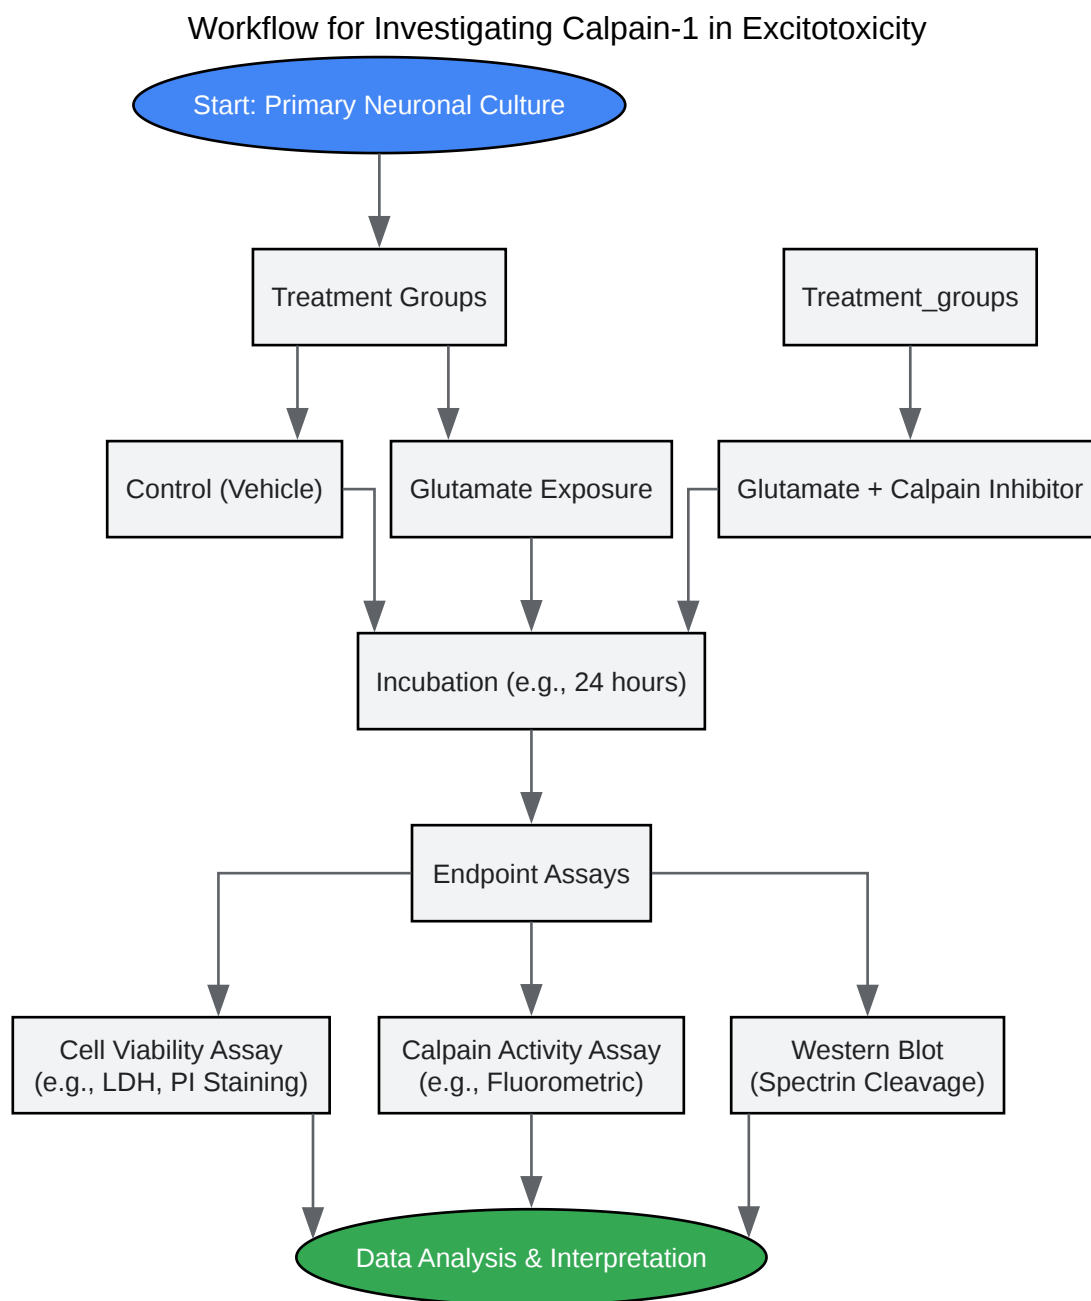 Workflow for Investigating Calpain-1 in Excitotoxicity
Start: Primary Neuronal Culture
Treatment Groups
Treatment_groups
Control (Vehicle)
Glutamate Exposure
Glutamate + Calpain Inhibitor
Incubation (e.g., 24 hours)
Endpoint Assays
Cell Viability Assay
(e.g., LDH, PI Staining)
Calpain Activity Assay
(e.g., Fluorometric)
Western Blot
(Spectrin Cleavage)
Data Analysis & Interpretation